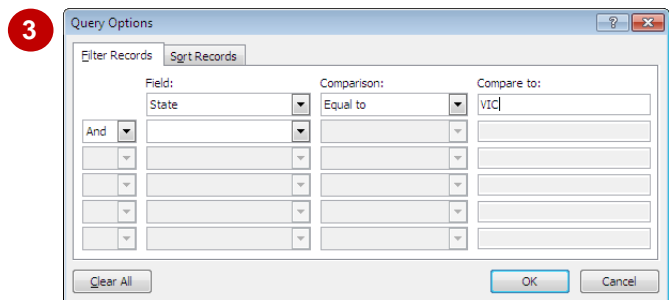 3
Query Options
Filter Records Sort Records
Field: Comparison: Compare to:
State Equal to VIC
And
Clear All OK Cancel